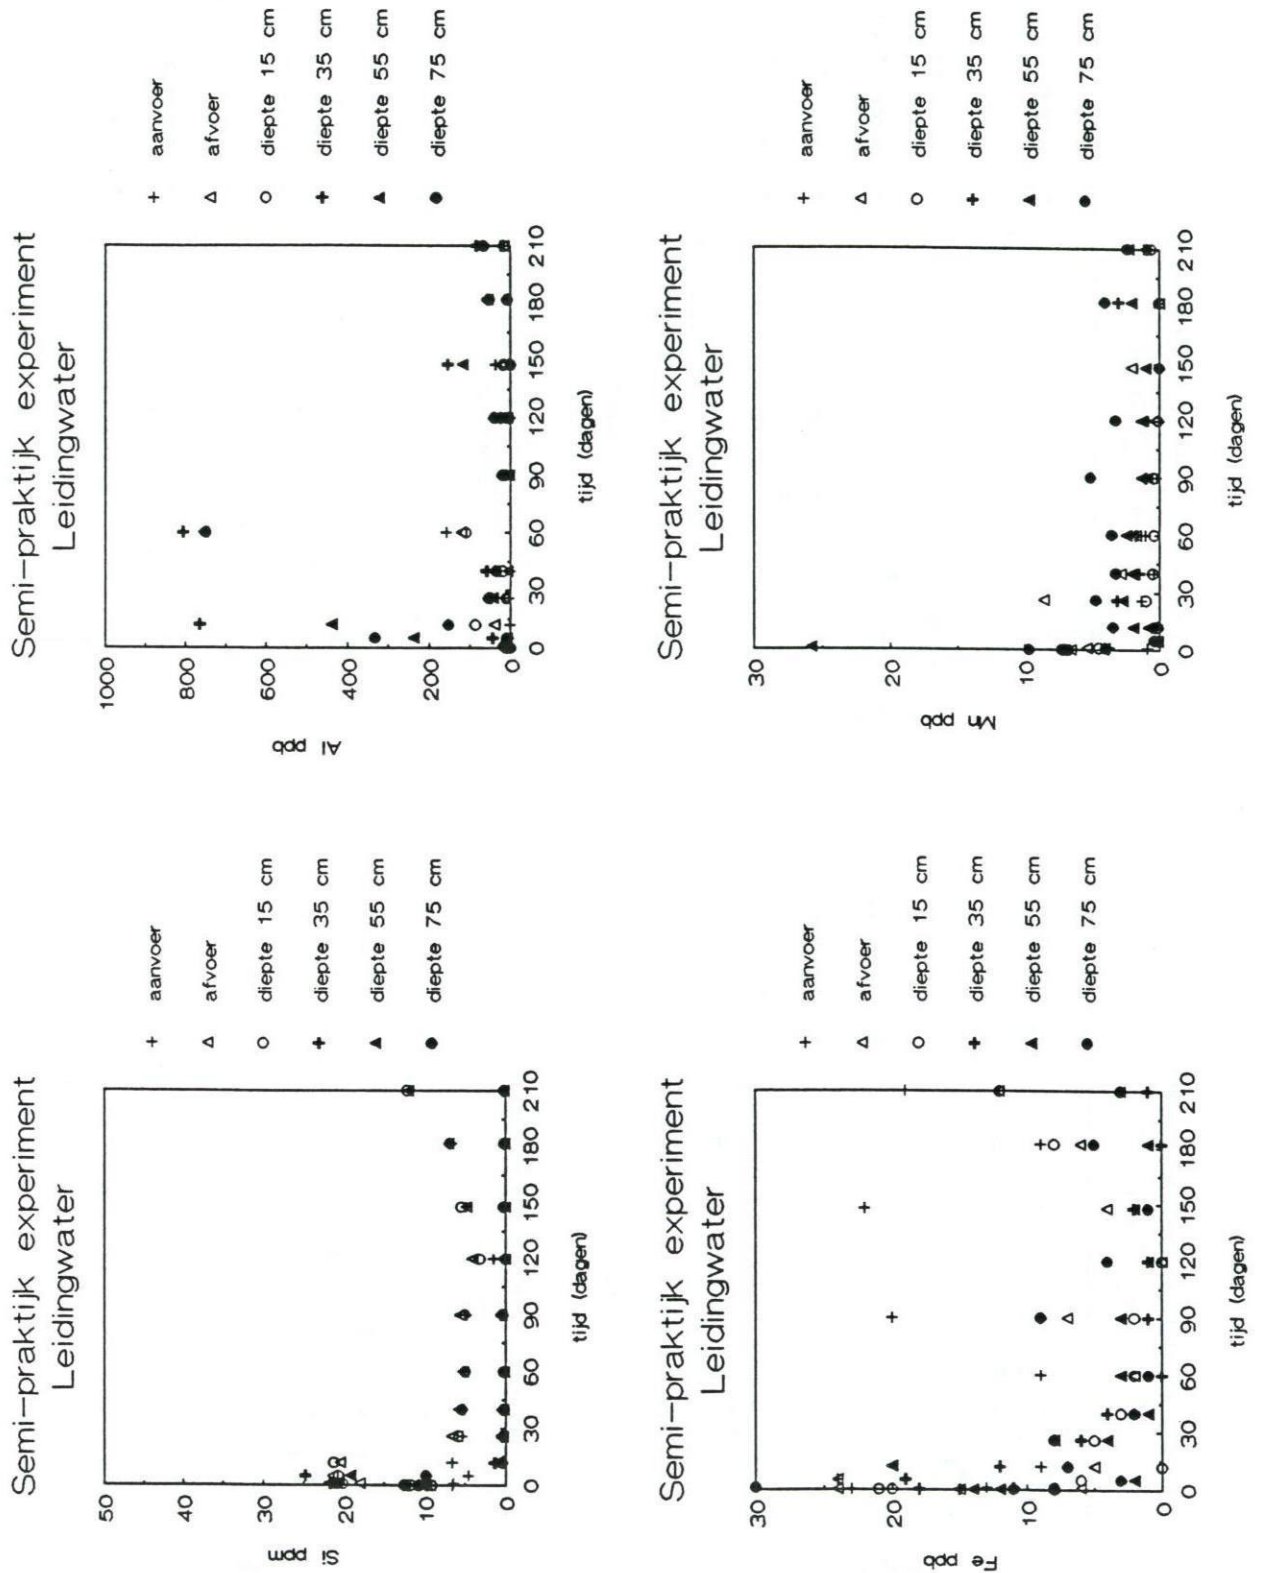 Semi-praktijk experiment
Leidingwater
Si ppm
50
40
30
20
10
0
0 30 60 90 120 150 180 210
tijd (dagen)
+ aanvoer
△ afvoer
○ diepte 15 cm
+ diepte 35 cm
▲ diepte 55 cm
● diepte 75 cm
Semi-praktijk experiment
Leidingwater
Al ppb
1000
800
600
400
200
0
0 30 60 90 120 150 180 210
tijd (dagen)
+ aanvoer
△ afvoer
○ diepte 15 cm
+ diepte 35 cm
▲ diepte 55 cm
● diepte 75 cm
Semi-praktijk experiment
Leidingwater
Fe ppb
30
20
10
0
0 30 60 90 120 150 180 210
tijd (dagen)
+ aanvoer
△ afvoer
○ diepte 15 cm
+ diepte 35 cm
▲ diepte 55 cm
● diepte 75 cm
Semi-praktijk experiment
Leidingwater
Mn ppb
30
20
10
0
0 30 60 90 120 150 180 210
tijd (dagen)
+ aanvoer
△ afvoer
○ diepte 15 cm
+ diepte 35 cm
▲ diepte 55 cm
● diepte 75 cm